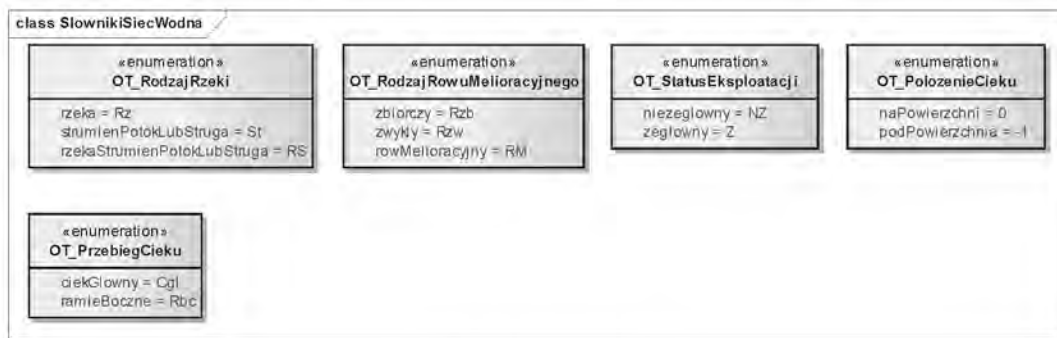 class SlownikiSiecWodna
«enumeration»
OT_RodzajRzeki
rzeka = Rz
strumienPotokLubStruga = St
rzekaStrumienPotokLubStruga = RS
«enumeration»
OT_RodzajRowuMelioracyjnego
zbiorczy = Rzb
zwykly = Rzw
rowMelioracyjny = RM
«enumeration»
OT_StatusEksploatacji
niezeglowny = NZ
zeglowny = Z
«enumeration»
OT_PolozenieCieku
naPowierzchni = 0
podPowierzchnia = -1
«enumeration»
OT_PrzebiegCieku
ciekGlowny = Cgl
ramieBoczne = Rbc